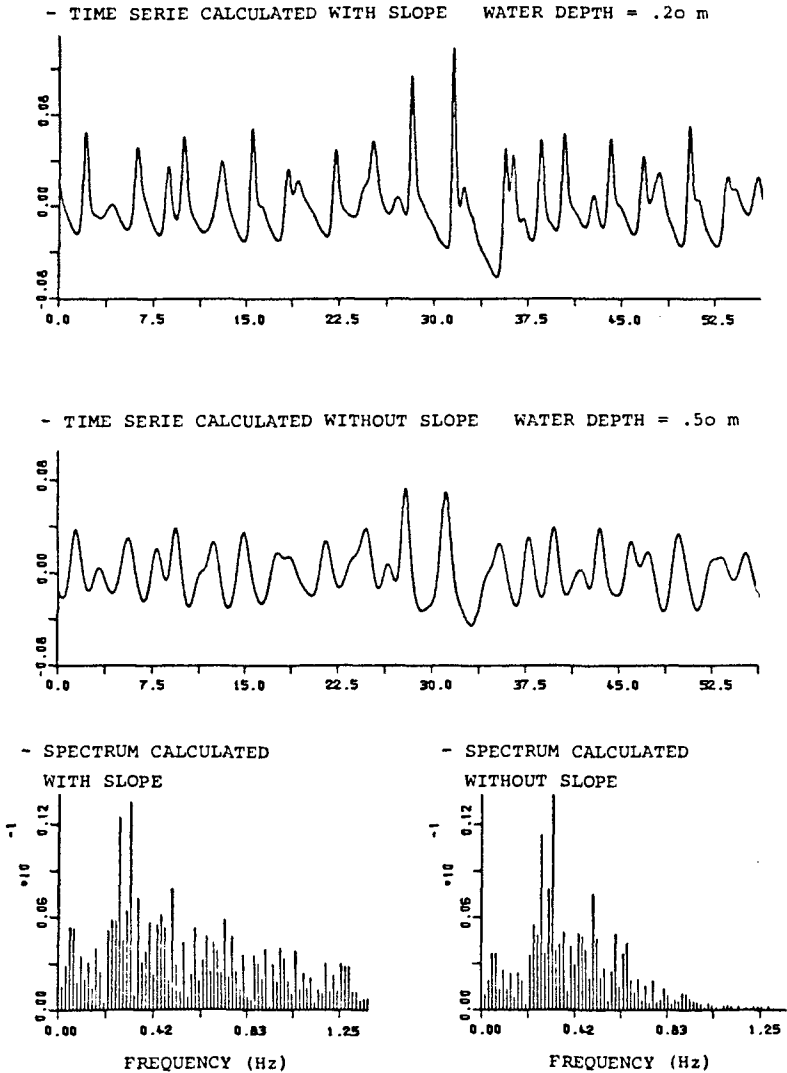 - TIME SERIE CALCULATED WITH SLOPE WATER DEPTH = .2o m
0.08
0.00
-0.08
0.0 7.5 15.0 22.5 30.0 37.5 45.0 52.5
- TIME SERIE CALCULATED WITHOUT SLOPE WATER DEPTH = .5o m
0.08
0.00
-0.08
0.0 7.5 15.0 22.5 30.0 37.5 45.0 52.5
- SPECTRUM CALCULATED
WITH SLOPE
*10 -1
0.12
0.06
0.00
0.00 0.42 0.83 1.25
FREQUENCY (Hz)
- SPECTRUM CALCULATED
WITHOUT SLOPE
*10 -1
0.12
0.06
0.00
0.00 0.42 0.83 1.25
FREQUENCY (Hz)